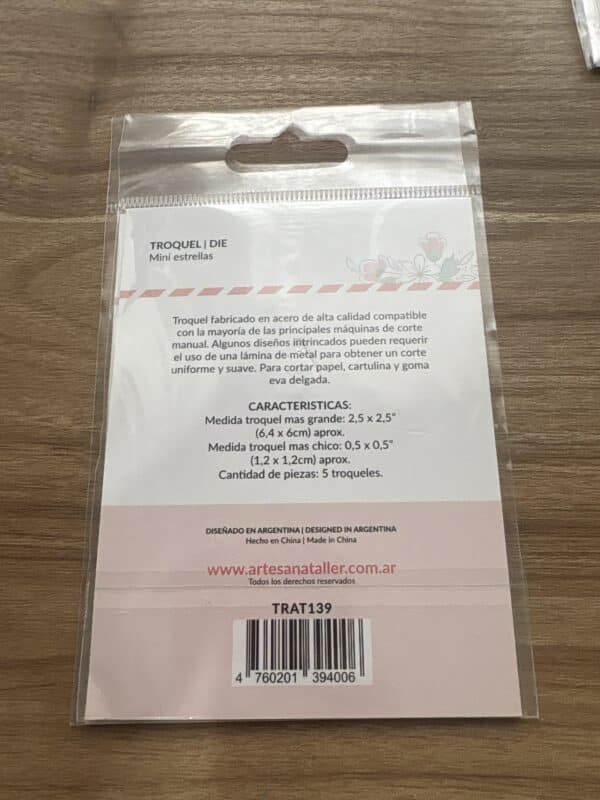 TROQUEL | DIE
Mini estrellas
Troquel fabricado en acero de alta calidad compatible
con la mayoría de las principales máquinas de corte
manual. Algunos diseños intrincados pueden requerir
el uso de una lámina de metal para obtener un corte
uniforme y suave. Para cortar papel, cartulina y goma
eva delgada.
CARACTERISTICAS:
Medida troquel mas grande: 2,5 x 2,5"
(6,4 x 6cm) aprox.
Medida troquel mas chico: 0,5 x 0,5"
(1,2 x 1,2cm) aprox.
Cantidad de piezas: 5 troqueles.
DISEÑADO EN ARGENTINA | DESIGNED IN ARGENTINA
Hecho en China | Made in China
www.artesanataller.com.ar
Todos los derechos reservados
TRAT139
4 760201 394006